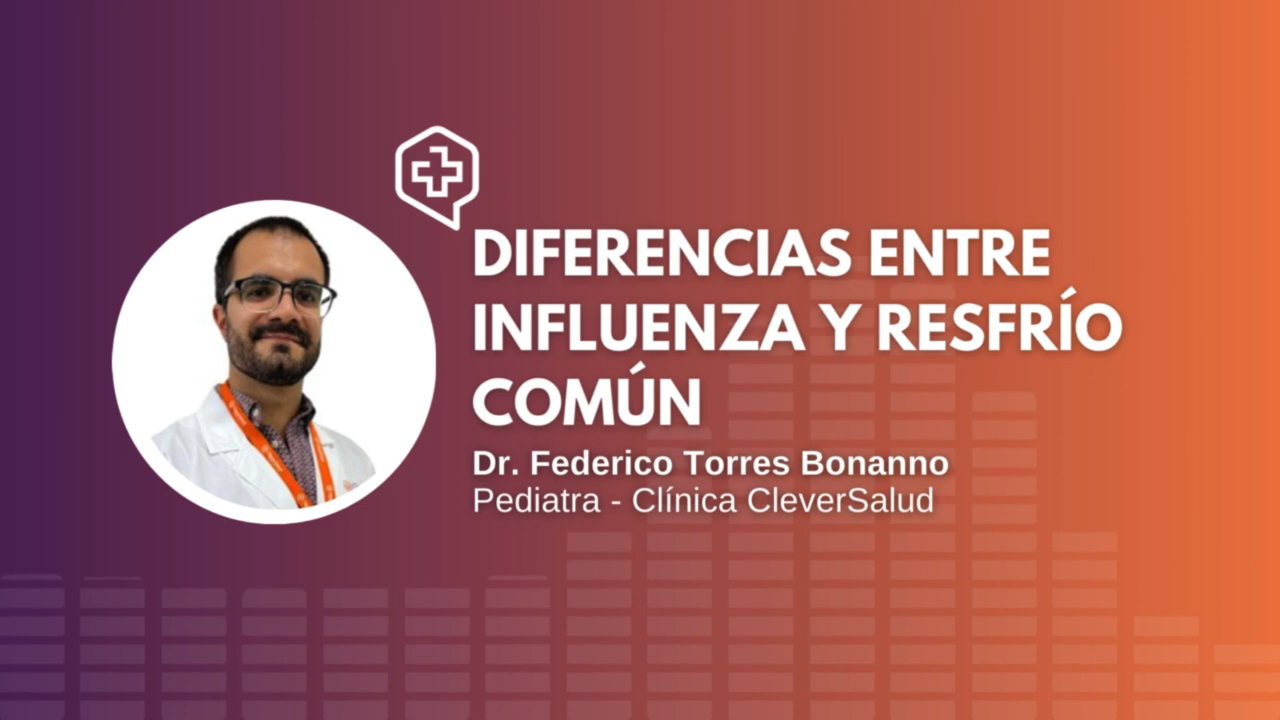 DIFERENCIAS ENTRE
INFLUENZA Y RESFRÍO
COMÚN
Dr. Federico Torres Bonanno
Pediatra - Clínica CleverSalud